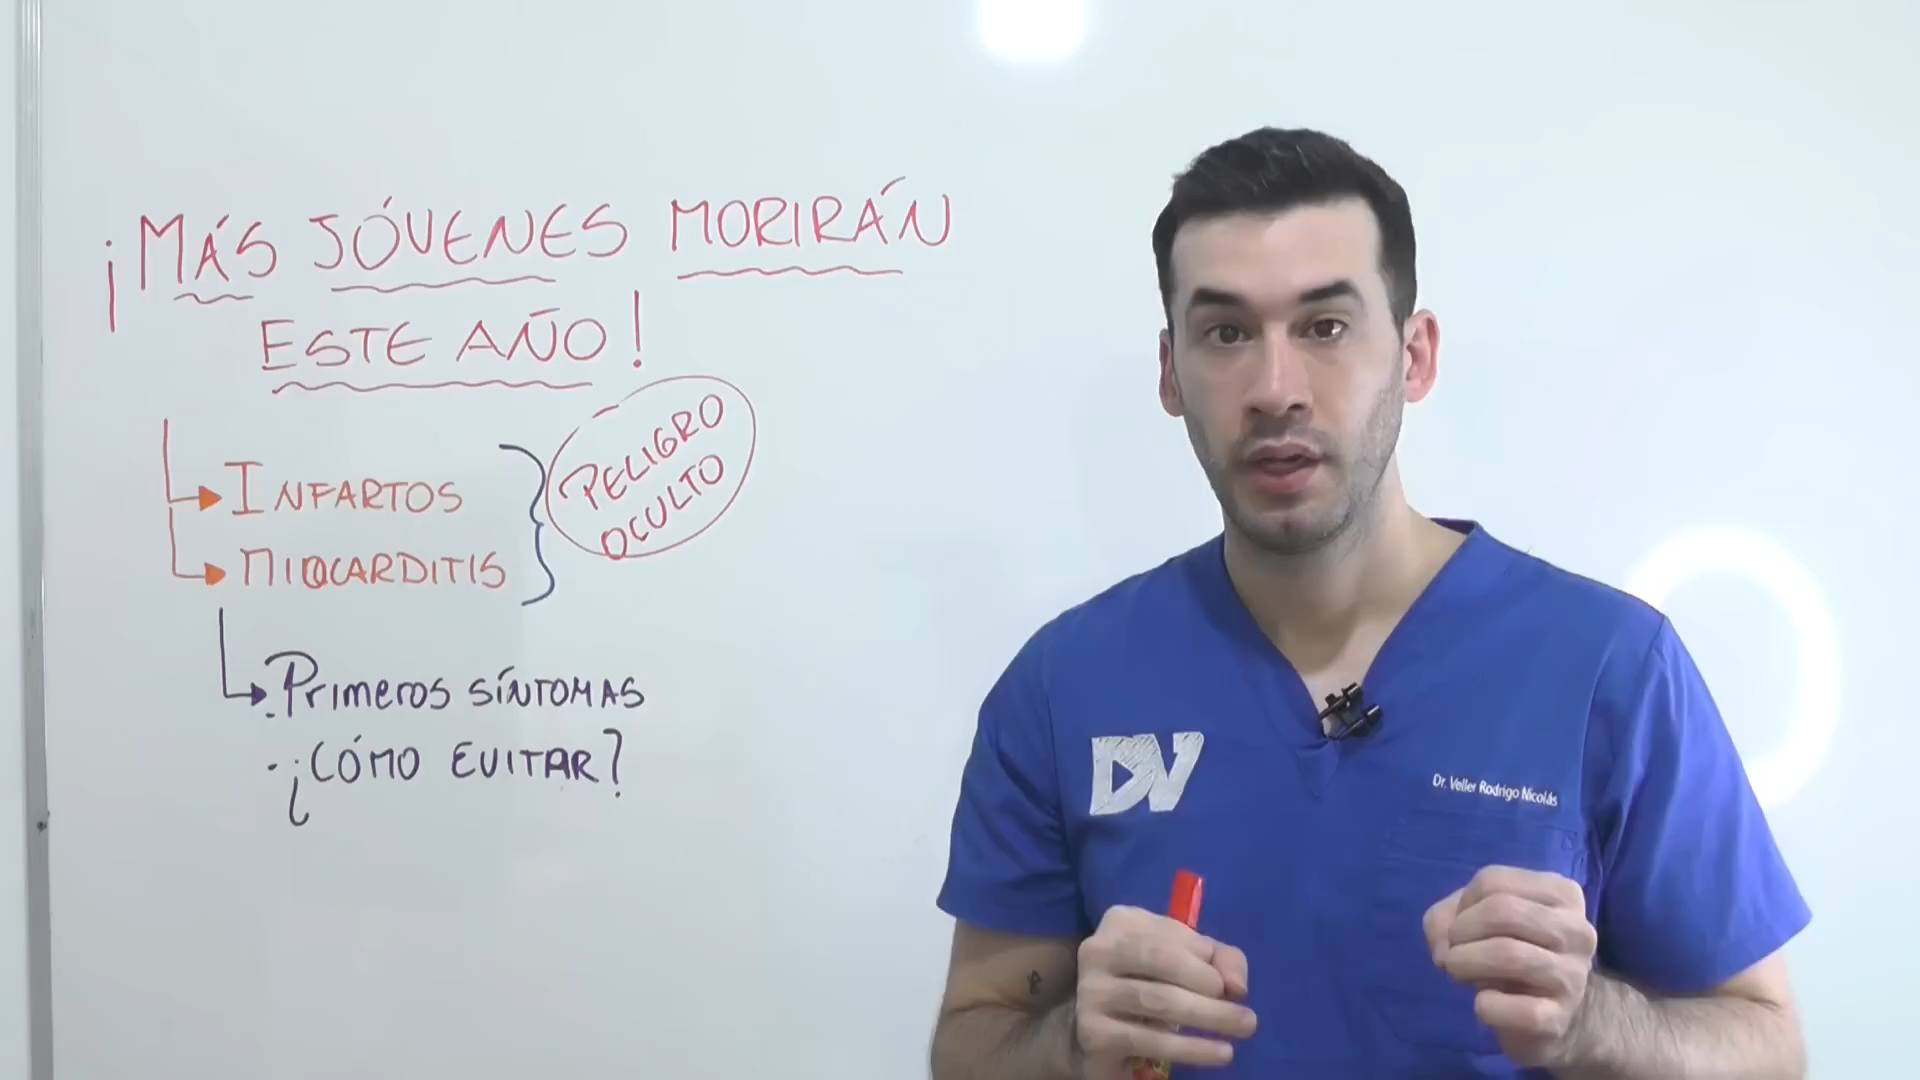 ¡MÁS JÓVENES MORIRÁN
ESTE AÑO!
INFARTOS
MIOCARDITIS
PELIGRO
OCULTO
Primeros SÍNTOMAS
- ¿CÓMO EVITAR?
DV
Dr. Veller Rodrigo Nicolás